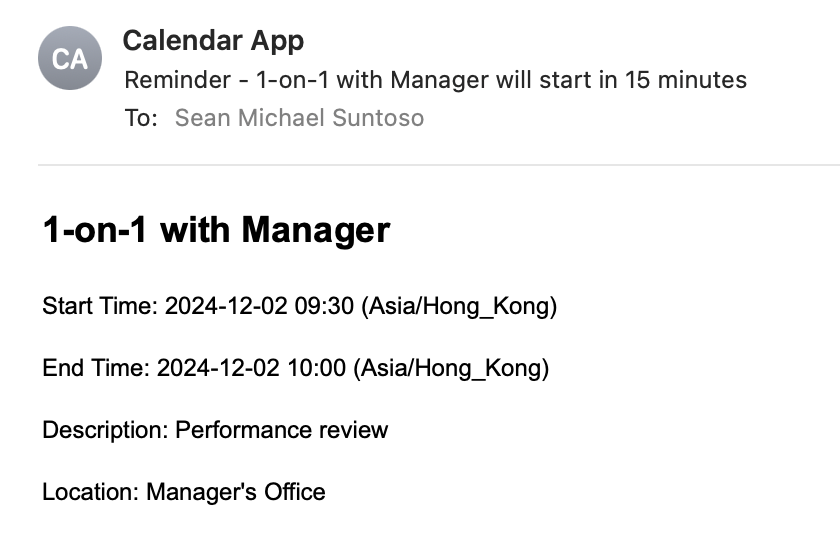 CA
Calendar App
Reminder - 1-on-1 with Manager will start in 15 minutes
To: Sean Michael Suntoso
1-on-1 with Manager
Start Time: 2024-12-02 09:30 (Asia/Hong_Kong)
End Time: 2024-12-02 10:00 (Asia/Hong_Kong)
Description: Performance review
Location: Manager's Office